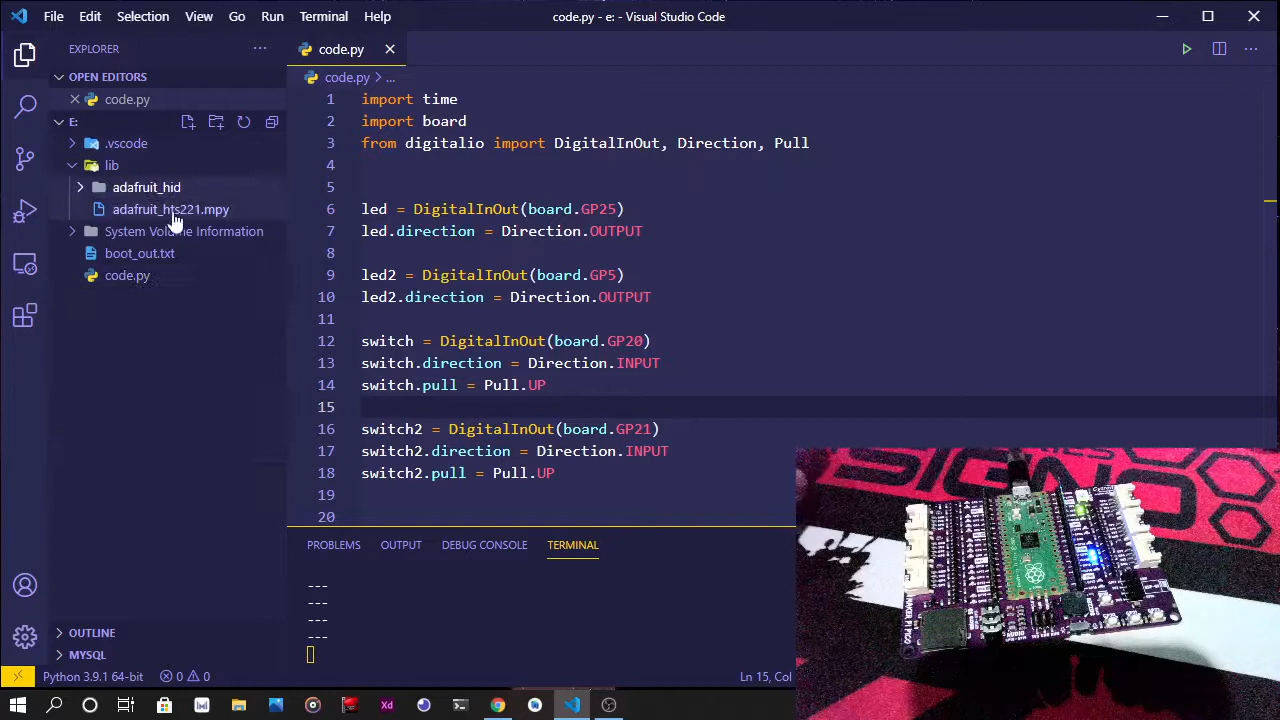 File Edit Selection View Go Run Terminal Help
code.py - e: - Visual Studio Code
EXPLORER
OPEN EDITORS
code.py
E:
.vscode
lib
adafruit_hid
adafruit_hts221.mpy
System Volume Information
boot_out.txt
code.py
OUTLINE
MYSQL
code.py
code.py > ...
1 import time
2 import board
3 from digitalio import DigitalInOut, Direction, Pull
4
5
6 led = DigitalInOut(board.GP25)
7 led.direction = Direction.OUTPUT
8
9 led2 = DigitalInOut(board.GP5)
10 led2.direction = Direction.OUTPUT
11
12 switch = DigitalInOut(board.GP20)
13 switch.direction = Direction.INPUT
14 switch.pull = Pull.UP
15
16 switch2 = DigitalInOut(board.GP21)
17 switch2.direction = Direction.INPUT
18 switch2.pull = Pull.UP
19
20
PROBLEMS OUTPUT DEBUG CONSOLE TERMINAL
---
---
---
---
AUDIO
Python 3.9.1 64-bit 0 0
Ln 15, Col
Xd